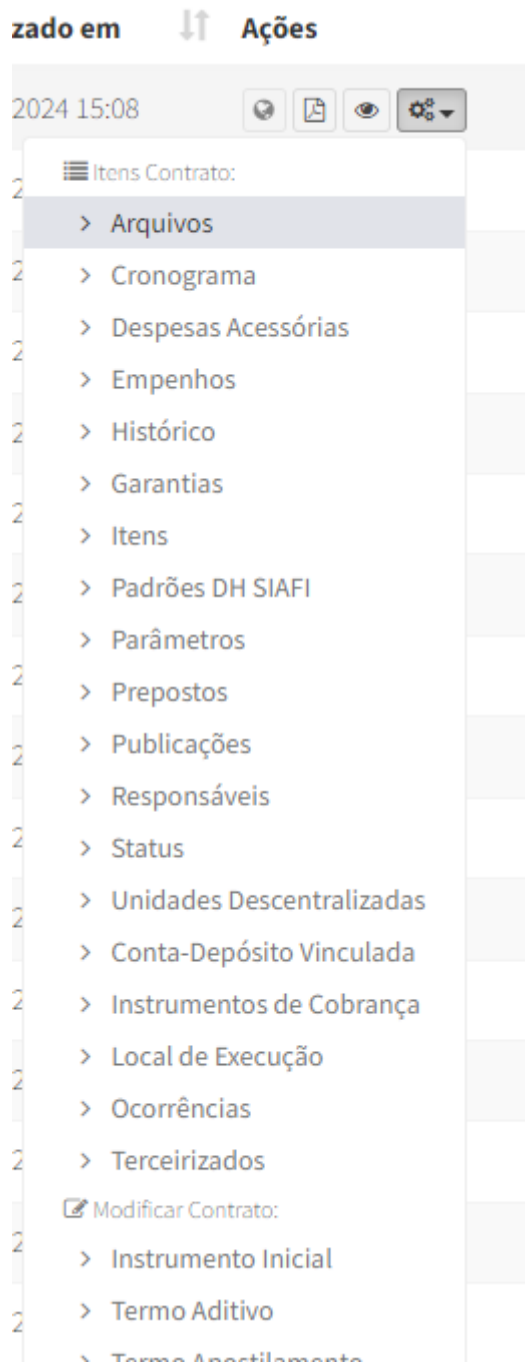 zado em Ações
2024 15:08
Itens Contrato:
Arquivos
Cronograma
Despesas Acessórias
Empenhos
Histórico
Garantias
Itens
Padrões DH SIAFI
Parâmetros
Prepostos
Publicações
Responsáveis
Status
Unidades Descentralizadas
Conta-Depósito Vinculada
Instrumentos de Cobrança
Local de Execução
Ocorrências
Terceirizados
Modificar Contrato:
Instrumento Inicial
Termo Aditivo
Termo Apostilamento